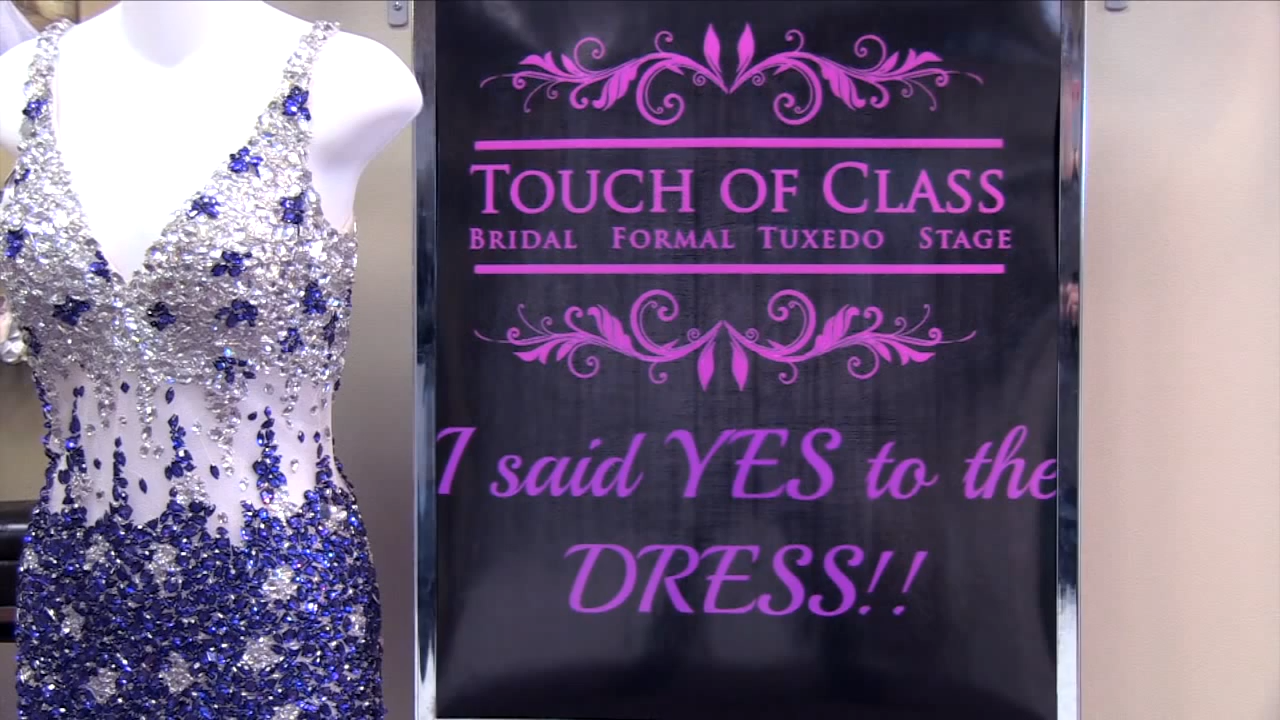 TOUCH OF CLASS
BRIDAL FORMAL TUXEDO STAGE
I said YES to the
DRESS!!